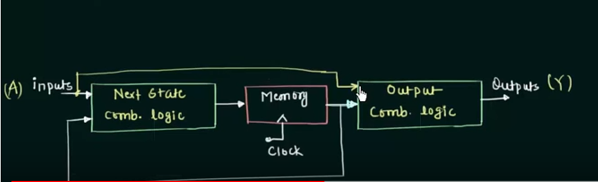 (A) inputs
Next State
Comb. logic
Memory
Clock
Output
Comb. logic
Outputs (Y)